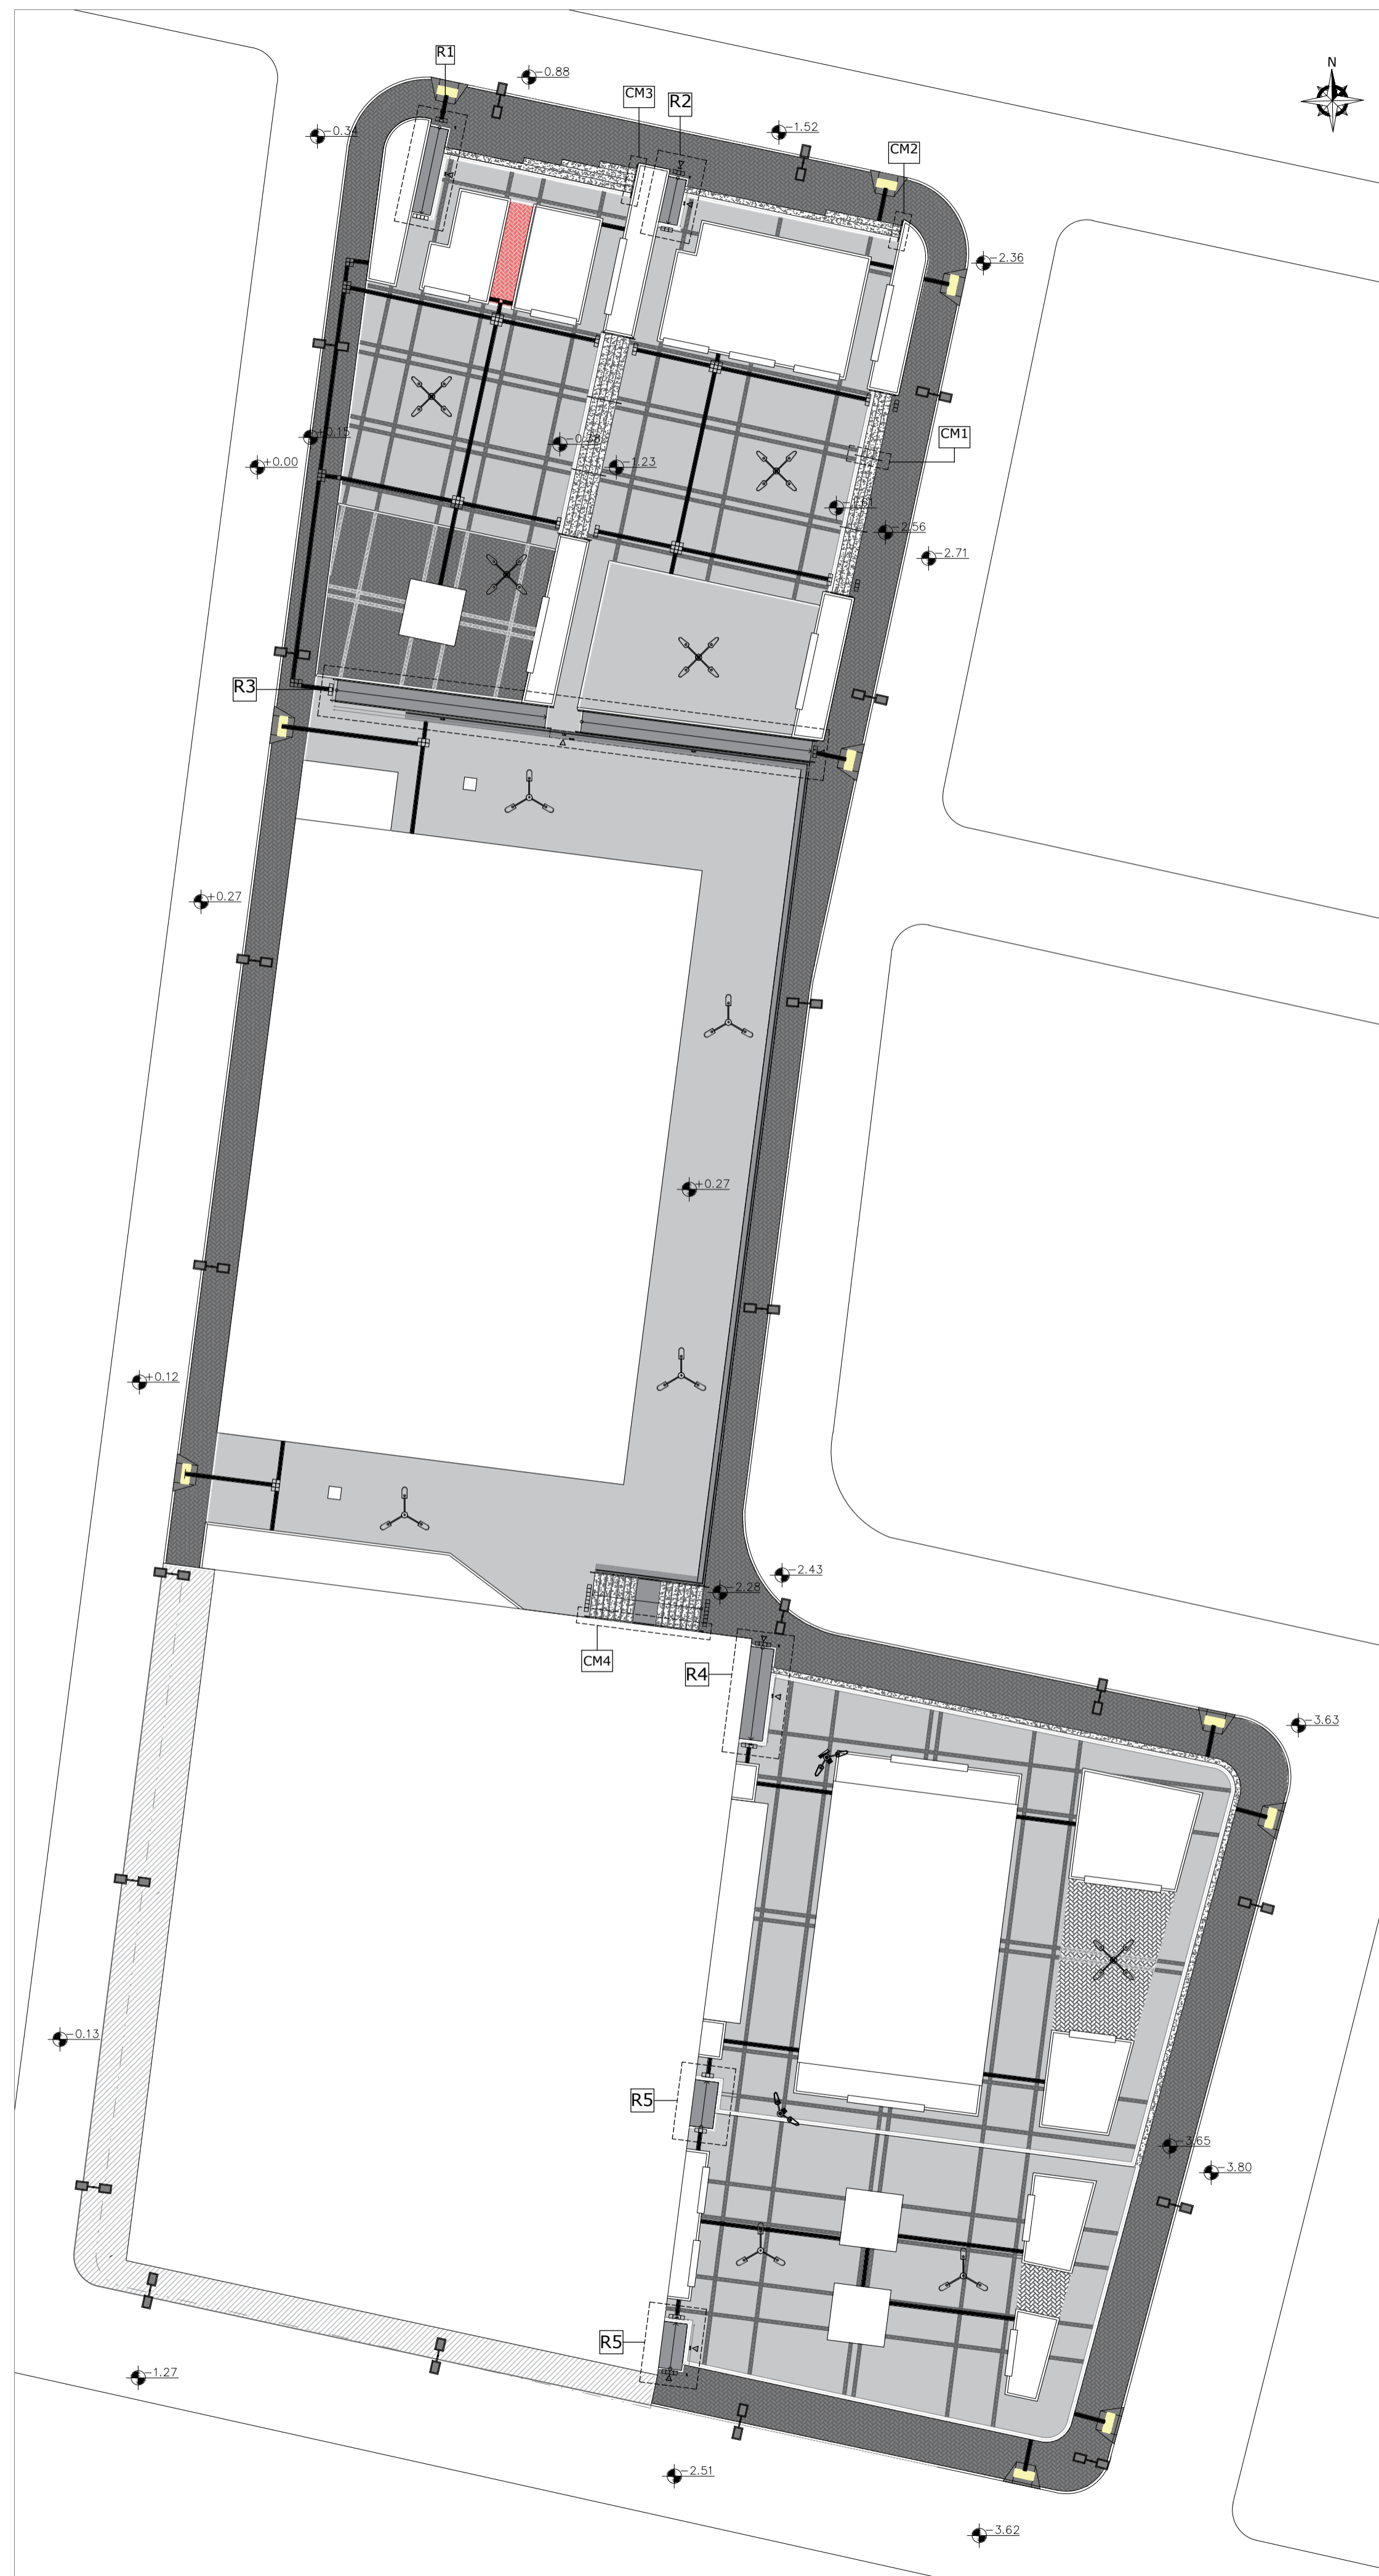 R1
-0.88
N
CM3
R2
-1.52
-0.34
CM2
-2.36
+0.15
-1.23
CM1
+0.00
-2.56
-2.71
R3
+0.27
+0.27
+0.12
-2.43
-2.28
CM4
R4
-3.63
-0.13
R5
-3.65
-3.80
R5
-1.27
-2.51
-3.62